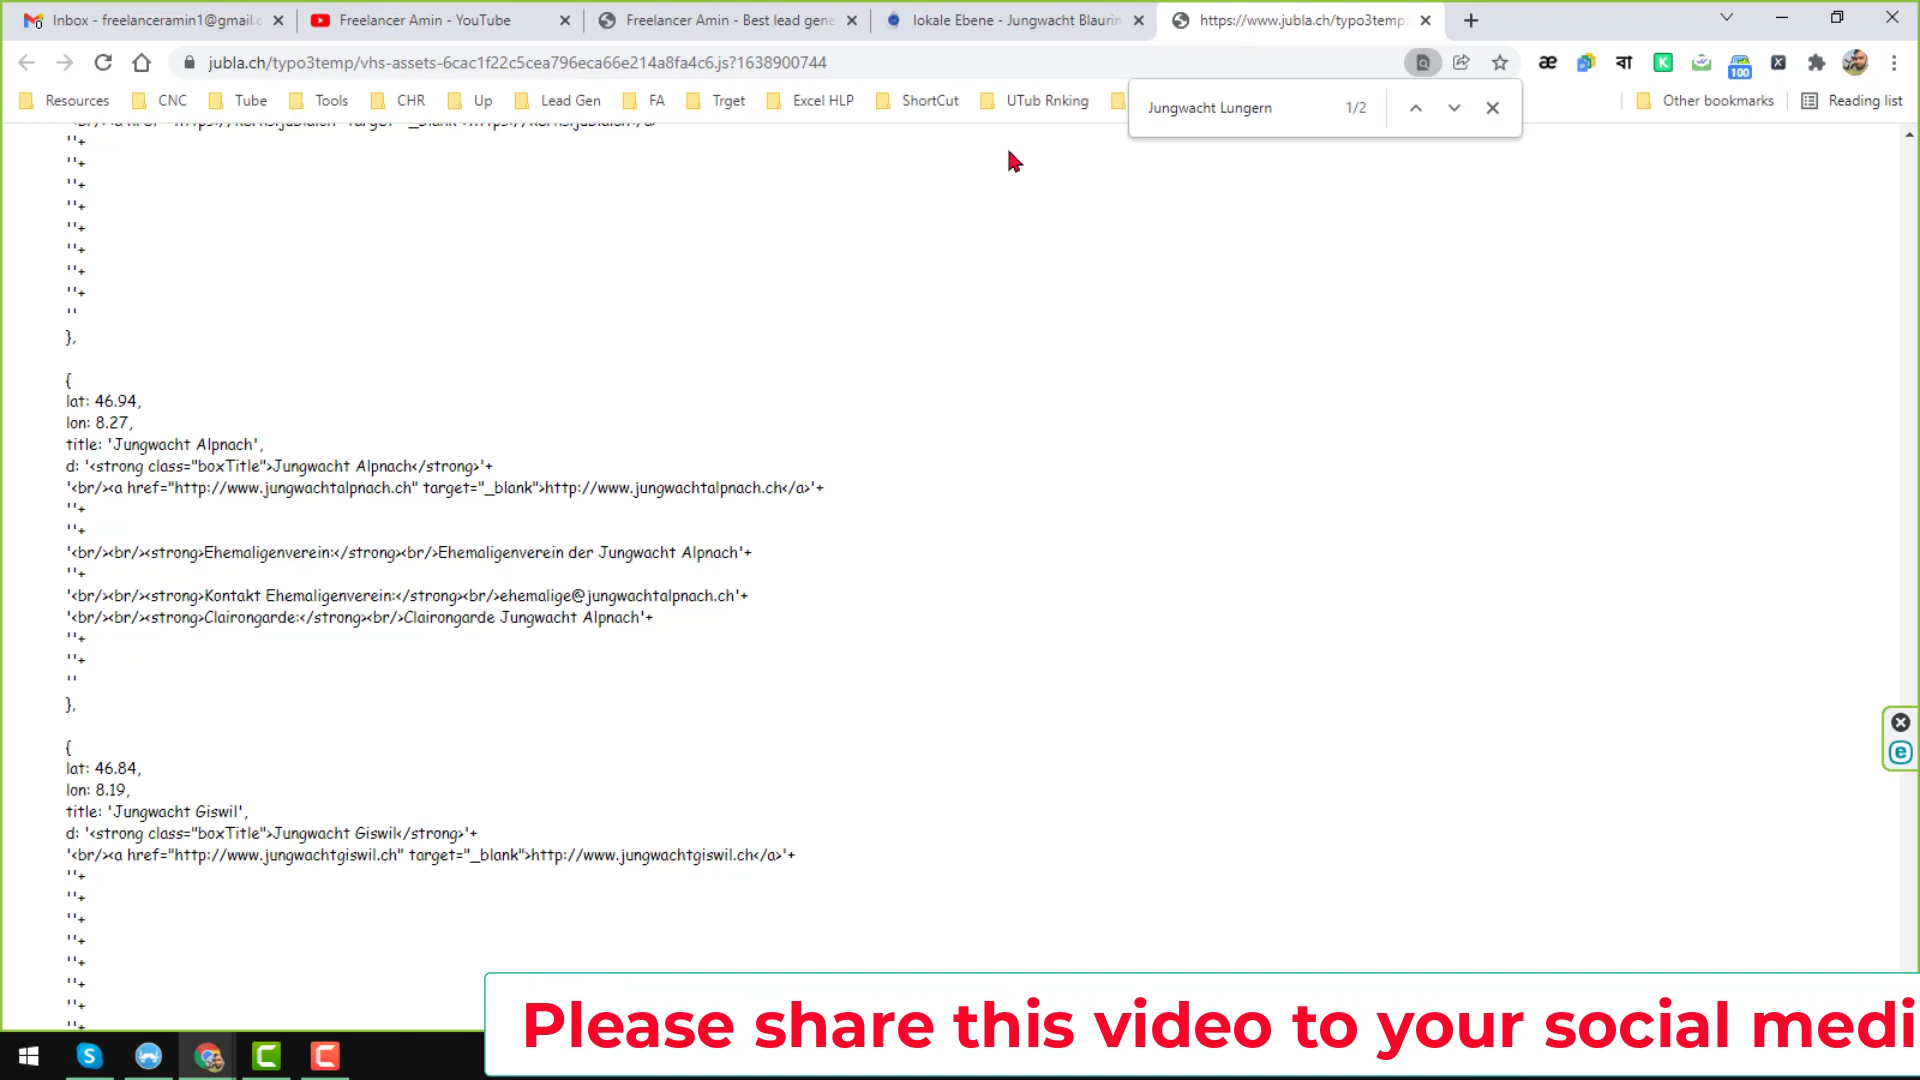 Inbox - freelanceramin1@gmail.c
Freelancer Amin - YouTube
Freelancer Amin - Best lead gene
lokale Ebene - Jungwacht Blaurin
https://www.jubla.ch/typo3temp
jubla.ch/typo3temp/vhs-assets-6cac1f22c5cea796eca66e214a8fa4c6.js?1638900744
Resources
CNC
Tube
Tools
CHR
Up
Lead Gen
FA
Trget
Excel HLP
ShortCut
UTub Rnking
Other bookmarks
Reading list
Jungwacht Lungern 1/2
''+
''+
''+
''+
''+
''+
''+
''+
''
},
{
lat: 46.94,
lon: 8.27,
title: 'Jungwacht Alpnach',
d: '<strong class="boxTitle">Jungwacht Alpnach</strong>'+
'<br/><a href="http://www.jungwachtalpnach.ch" target="_blank">http://www.jungwachtalpnach.ch</a>'+
''+
''+
'<br/><br/><strong>Ehemaligenverein:</strong><br/>Ehemaligenverein der Jungwacht Alpnach'+
''+
'<br/><br/><strong>Kontakt Ehemaligenverein:</strong><br/>ehemalige@jungwachtalpnach.ch'+
'<br/><br/><strong>Clairongarde:</strong><br/>Clairongarde Jungwacht Alpnach'+
''+
''+
''
},
{
lat: 46.84,
lon: 8.19,
title: 'Jungwacht Giswil',
d: '<strong class="boxTitle">Jungwacht Giswil</strong>'+
'<br/><a href="http://www.jungwachtgiswil.ch" target="_blank">http://www.jungwachtgiswil.ch</a>'+
''+
''+
''+
''+
''+
''+
''+
''+
Please share this video to your social medi